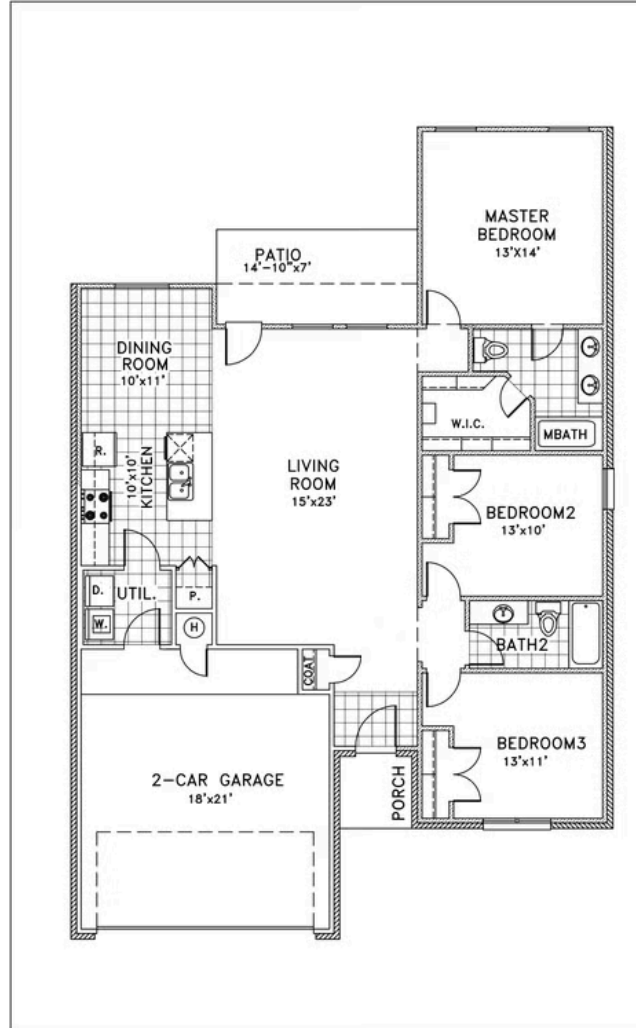 MASTER
BEDROOM
13'X14'
PATIO
14'-10"x7'
DINING
ROOM
10'x11'
W.I.C.
MBATH
R.
10'x10'
KITCHEN
LIVING
ROOM
15'x23'
BEDROOM2
13'x10'
D.
UTIL.
P.
W.
H
BATH2
COAT
BEDROOM3
13'x11'
2-CAR GARAGE
18'x21'
PORCH